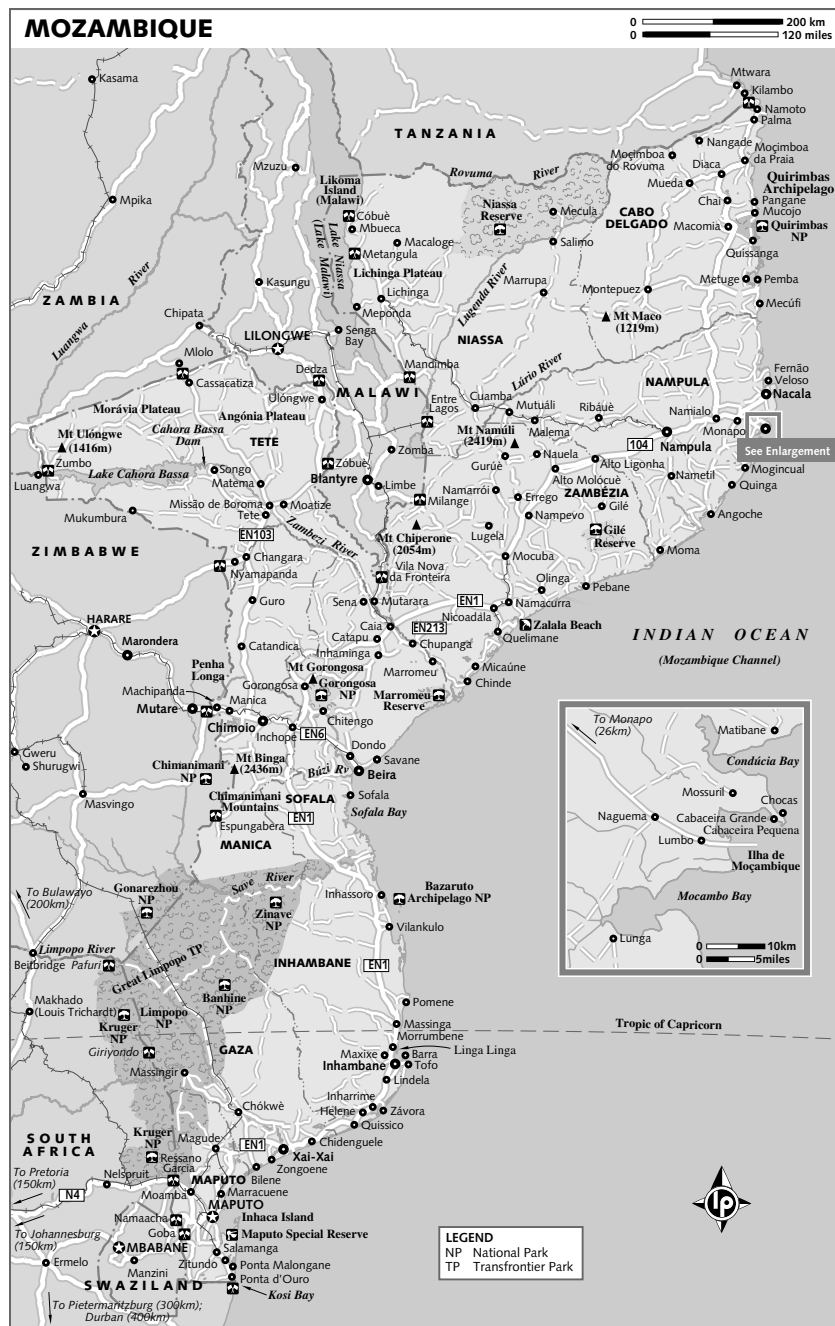 MOZAMBIQUE
0 200 km
0 120 miles
Kasama
Mtwara
Kilambo
Namoto
Palma
TANZANIA
Nangade
Moçimboa
do Rovuma
Moçimboa
da Praia
Mzuzu
Rovuma River
Diaca
Mueda
Quirimbas
Archipelago
Likoma
Island
(Malawi)
Mpika
Niassa
Reserve
Mecula
CABO
DELGADO
Chai
Pangane
Mucojo
Cóbuè
Mbueca
Macaloge
Salimo
Macomia
Quirimbas
NP
Lake Niassa
(Lake Malawi)
Metangula
Quissanga
Lichinga Plateau
Luangwa River
Kasungu
Lichinga
Lugenda River
Marrupa
Montepuez
Metuge
Pemba
ZAMBIA
Meponda
Mecúfi
Mt Maco
(1219m)
Chipata
LILONGWE
Senga
Bay
NIASSA
Mlolo
Dedza
Mandimba
Lúrio River
Cassacatiza
MALAWI
NAMPULA
Fernão
Veloso
Nacala
Morávia Plateau
Angónia Plateau
Ulóngwe
Entre
Lagos
Cuamba
Mutuáli
Ribáuè
Namialo
Monapo
Mt Ulóngwe
(1416m)
Cahora Bassa
Dam
TETE
Mt Namúli
(2419m)
Malema
104
Nampula
See Enlargement
Zumbo
Zóbuè
Zomba
Gurúè
Nauela
Alto Ligonha
Mogincual
Luangwa
Lake Cahora Bassa
Songo
Matema
Blantyre
Limbe
Namarrói
Alto Molócuè
Nametil
Quinga
Missão de Boroma
Moatize
Milange
Errego
ZAMBÉZIA
Gilé
Mukumbura
Tete
Zambezi River
Mt Chiperone
(2054m)
Nampevo
Angoche
ZIMBABWE
EN103
Lugela
Gilé
Reserve
Changara
Mocuba
Moma
Nyamapanda
Vila Nova
da Fronteira
Olinga
Pebane
Guro
Sena
Mutarara
EN1
Namacurra
HARARE
Nicoadála
Caia
EN213
Zalala Beach
Marondera
Catandica
Catapu
Chupanga
Quelimane
INDIAN OCEAN
(Mozambique Channel)
Inhaminga
Penha
Longa
Mt Gorongosa
Marromeu
Micaúne
Machipanda
Gorongosa
Gorongosa
NP
Chinde
Mutare
Manica
Marromeu
Reserve
Chimoio
Chitengo
To Monapo
(26km)
Matibane
Inchope
EN6
Gweru
Shurugwi
Dondo
Savane
Condúcia Bay
Mt Binga
(2436m)
Búzi Rv
Beira
Chimanimani
NP
Mossuril
Chocas
Masvingo
SOFALA
Sofala
Naguema
Cabaceira Grande
Cabaceira Pequena
Chimanimani
Mountains
Sofala Bay
Lumbo
EN1
Espungabera
Ilha de
Moçambique
MANICA
Mocambo Bay
Gonarezhou
NP
Save River
To Bulawayo
(200km)
Inhassoro
Bazaruto
Archipelago NP
Zinave
NP
Vilankulo
Lunga
0 10km
0 5miles
Limpopo River
Great Limpopo TP
INHAMBANE
Beitbridge
Pafuri
EN1
Banhine
NP
Pomene
Makhado
(Louis Trichardt)
Limpopo
NP
Kruger
NP
Massinga
Tropic of Capricorn
Morrumbene
Giriyondo
GAZA
Maxixe
Barra
Linga Linga
Inhambane
Tofo
Massingir
Lindela
Chókwè
Inharrime
Helene
Závora
SOUTH
AFRICA
Quissico
Kruger
NP
Magude
EN1
Chidenguele
Xai-Xai
Ressano
Garcia
Zongoene
To Pretoria
(150km)
Nelspruit
MAPUTO
Bilene
N4
Moamba
Marracuene
MAPUTO
Namaacha
Inhaca Island
To Johannesburg
(150km)
Goba
Maputo Special Reserve
LEGEND
NP National Park
TP Transfrontier Park
MBABANE
Salamanga
Ermelo
Manzini
Zitundo
Ponta Malongane
Ponta d'Ouro
SWAZILAND
Kosi Bay
To Pietermaritzburg (300km);
Durban (400km)
lp